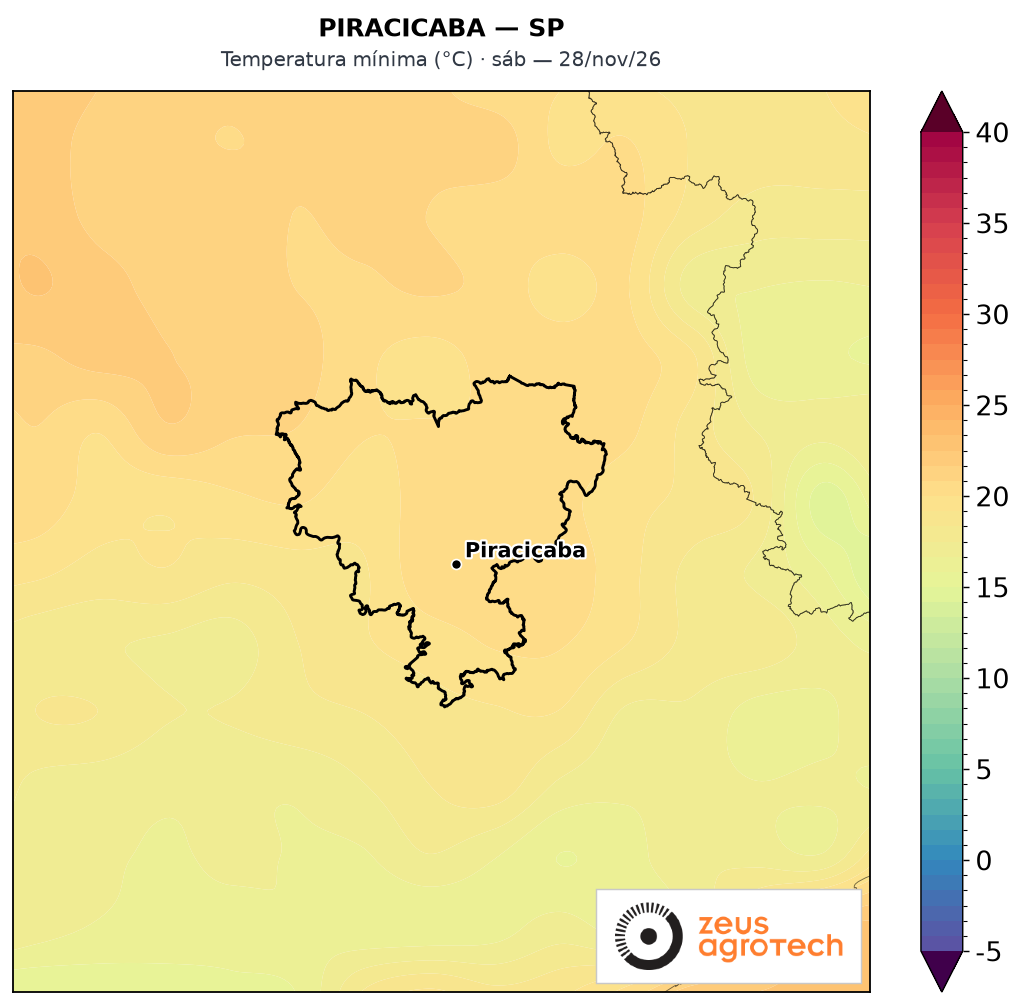 PIRACICABA — SP
Temperatura mínima (°C) · sáb — 28/nov/26
40
35
30
25
20
15
10
5
0
-5
Piracicaba
zeus
agrotech